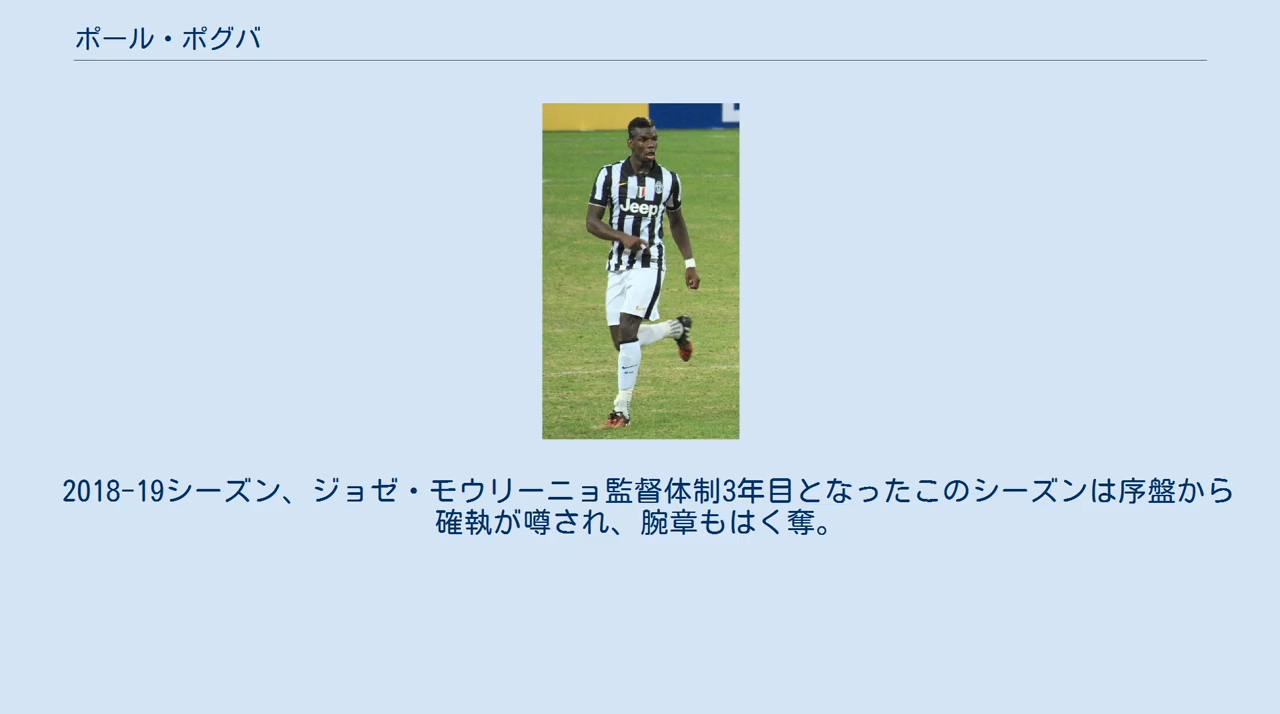 ポール・ポグバ
Jeep
2018-19シーズン、ジョゼ・モウリーニョ監督体制3年目となったこのシーズンは序盤から
確執が噂され、腕章もはく奪。